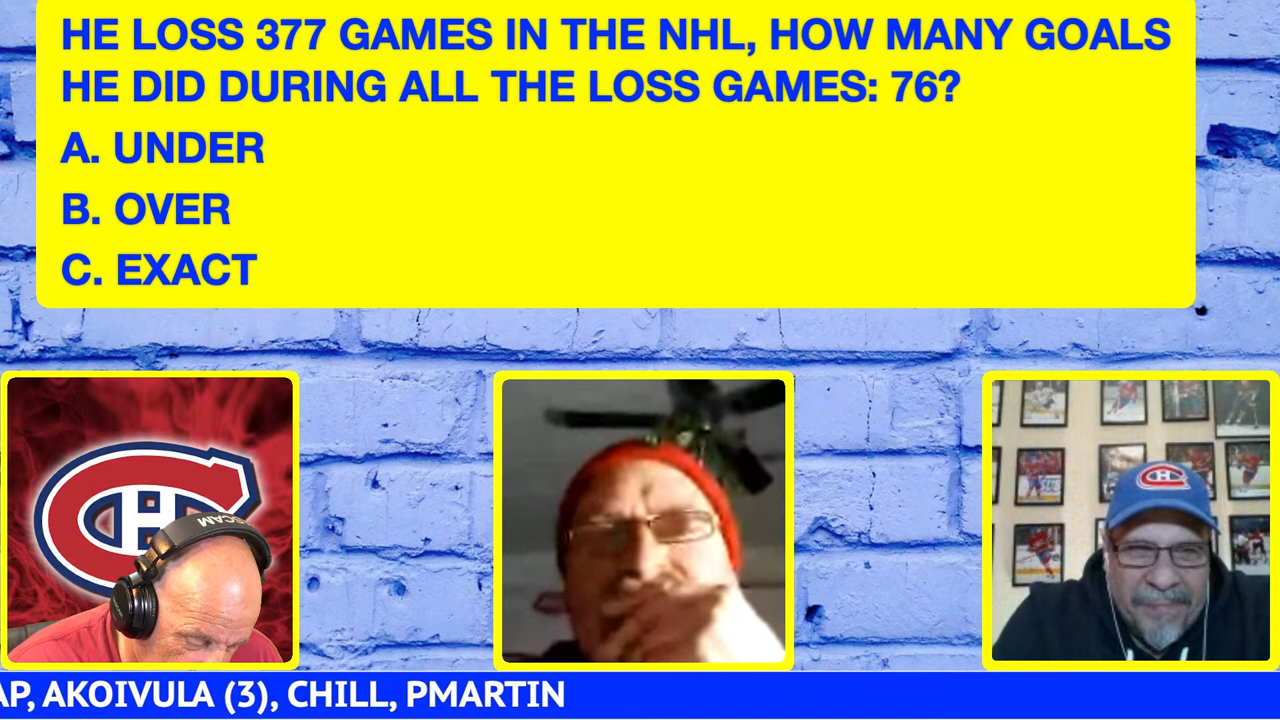 HE LOSS 377 GAMES IN THE NHL, HOW MANY GOALS
HE DID DURING ALL THE LOSS GAMES: 76?
A. UNDER
B. OVER
C. EXACT
AP, AKOIVULA (3), CHILL, PMARTIN